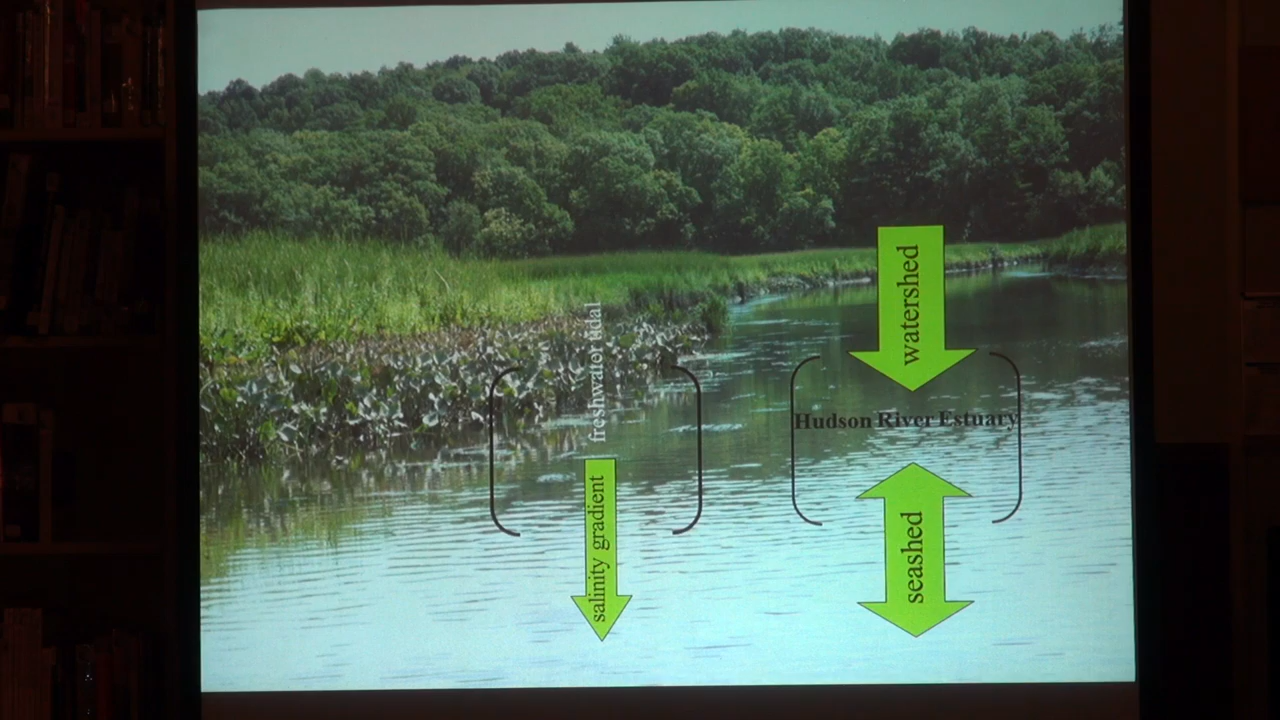 watershed
freshwater tidal
Hudson River Estuary
salinity gradient
seashed